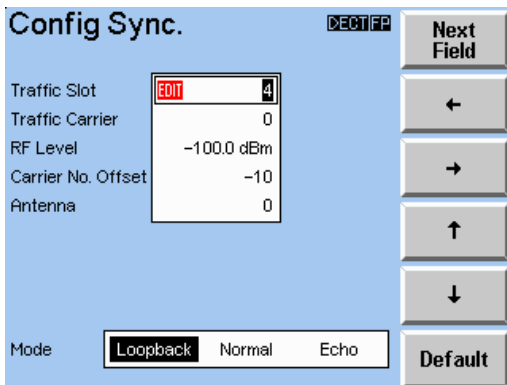 Config Sync.
DECT FP
Traffic Slot EDIT 4
Traffic Carrier 0
RF Level -100.0 dBm
Carrier No. Offset -10
Antenna 0
Mode Loopback Normal Echo
Next
Field
←
→
↑
↓
Default